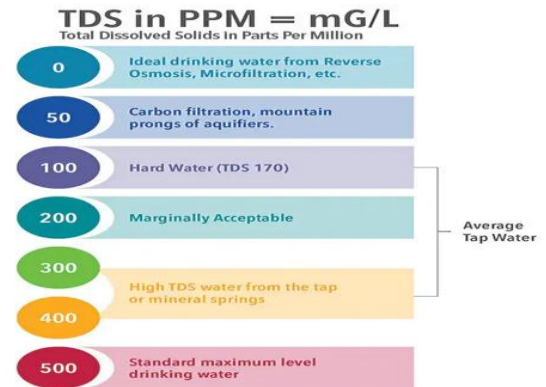 TDS in PPM = mG/L
Total Dissolved Solids In Parts Per Million
0
Ideal drinking water from Reverse
Osmosis, Microfiltration, etc.
50
Carbon filtration, mountain
prongs of aquifiers.
100
Hard Water (TDS 170)
200
Marginally Acceptable
Average
Tap Water
300
High TDS water from the tap
or mineral springs
400
500
Standard maximum level
drinking water